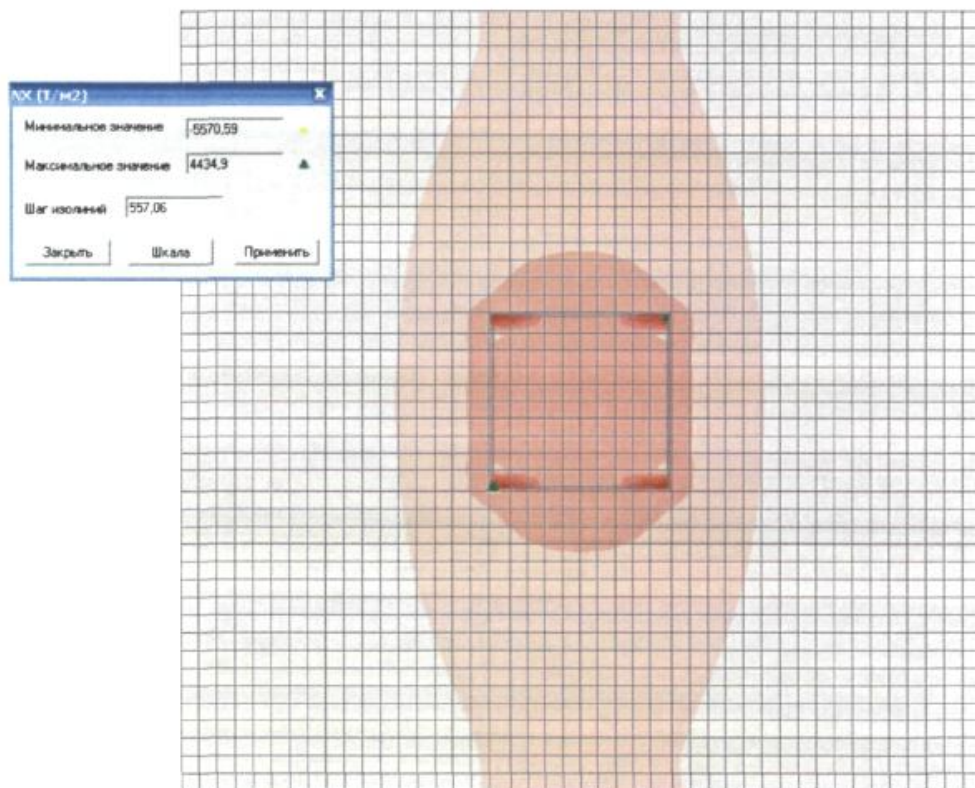 NX (Т/м2)
Минимальное значение -5570,59
Максимальное значение 4434,9
Шаг изолиний 557,06
Закрыть Шкала Применить